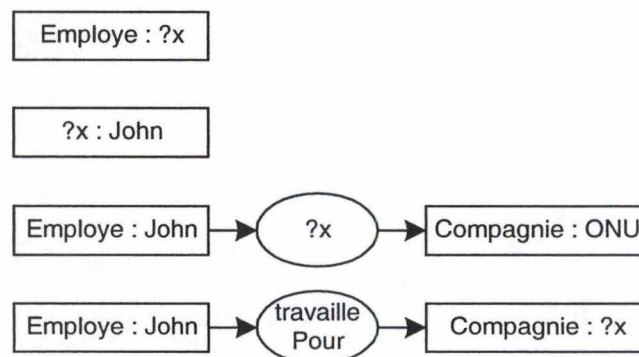 Employe : ?x
?x : John
Employe : John
?x
Compagnie : ONU
Employe : John
travaille
Pour
Compagnie : ?x